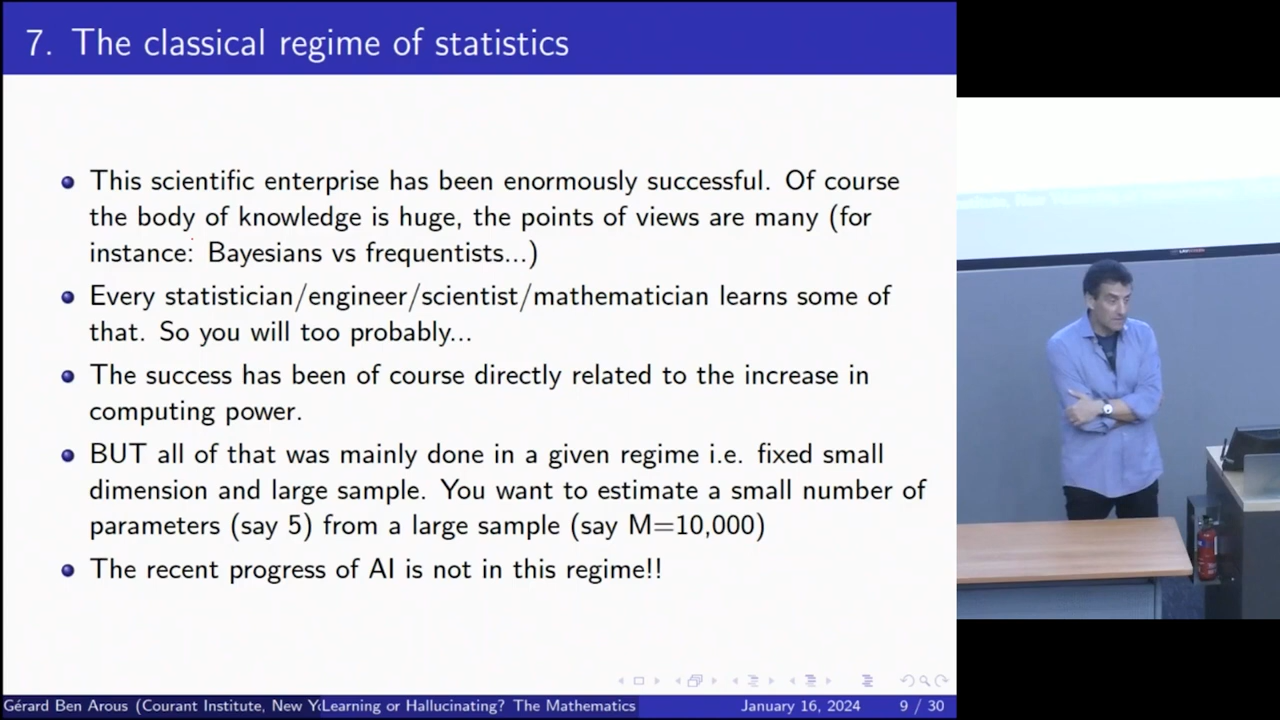 7. The classical regime of statistics
This scientific enterprise has been enormously successful. Of course
the body of knowledge is huge, the points of views are many (for
instance: Bayesians vs frequentists...)
Every statistician/engineer/scientist/mathematician learns some of
that. So you will too probably...
The success has been of course directly related to the increase in
computing power.
BUT all of that was mainly done in a given regime i.e. fixed small
dimension and large sample. You want to estimate a small number of
parameters (say 5) from a large sample (say M=10,000)
The recent progress of AI is not in this regime!!
Gérard Ben Arous (Courant Institute, New Y
Learning or Hallucinating? The Mathematics
January 16, 2024
9 / 30